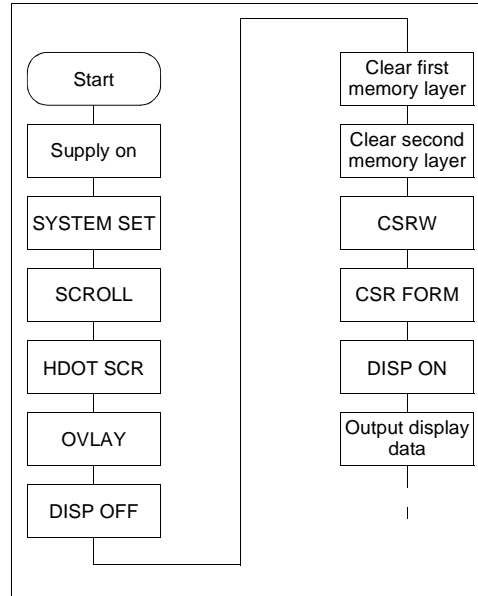 Start
Supply on
SYSTEM SET
SCROLL
HDOT SCR
OVLAY
DISP OFF
Clear first
memory layer
Clear second
memory layer
CSRW
CSR FORM
DISP ON
Output display
data